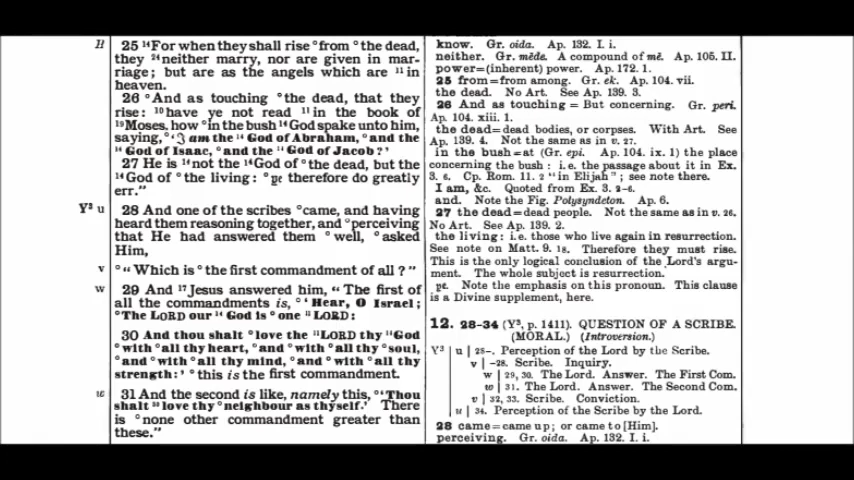 H
25 ¹⁴For when they shall rise °from °the dead,
they ²⁴neither marry, nor are given in mar-
riage; but are as the angels which are ¹¹in
heaven.
26 °And as touching °the dead, that they
rise: ¹⁰have ye not read ¹¹in the book of
¹⁹Moses, how °in the bush ¹⁴God spake unto him,
saying, °‘I am the ¹⁴God of Abraham, °and the
¹⁴God of Isaac, °and the ¹⁴God of Jacob?’
27 He is ¹⁴not the ¹⁴God of °the dead, but the
¹⁴God of °the living: °ye therefore do greatly
err.”
Y³ u
28 And one of the scribes °came, and having
heard them reasoning together, and °perceiving
that He had answered them °well, °asked
Him,
v
°“Which is °the first commandment of all?”
w
29 And ¹⁷Jesus answered him, “The first of
all the commandments is, °‘Hear, O Israel;
°The LORD our ¹⁴God is °one ¹¹LORD:
30 And thou shalt °love the ¹¹LORD thy ¹⁴God
°with °all thy heart, °and °with °all thy °soul,
°and °with °all thy mind, °and °with °all thy
strength:’ °this is the first commandment.
w
31 And the second is like, namely this, °‘Thou
shalt ³⁰love thy °neighbour as thyself.’ There
is °none other commandment greater than
these.”
know. Gr. oida. Ap. 132. I. i.
neither. Gr. mēde. A compound of mē. Ap. 105. II.
power=(inherent) power. Ap. 172. 1.
25 from=from among. Gr. ek. Ap. 104. vii.
the dead. No Art. See Ap. 139. 3.
26 And as touching=But concerning. Gr. peri.
Ap. 104. xiii. 1.
the dead=dead bodies, or corpses. With Art. See
Ap. 139. 4. Not the same as in v. 27.
in the bush=at (Gr. epi. Ap. 104. ix. 1) the place
concerning the bush: i.e. the passage about it in Ex.
3. 6. Cp. Rom. 11. 2 “in Elijah”; see note there.
I am, &c. Quoted from Ex. 3. 2-6.
and. Note the Fig. Polysyndeton. Ap. 6.
27 the dead=dead people. Not the same as in v. 26.
No Art. See Ap. 139. 2.
the living: i.e. those who live again in resurrection.
See note on Matt. 9. 18. Therefore they must rise.
This is the only logical conclusion of the Lord's argu-
ment. The whole subject is resurrection.
ye. Note the emphasis on this pronoun. This clause
is a Divine supplement, here.
12. 28-34 (Y³, p. 1411). QUESTION OF A SCRIBE.
(MORAL.) (Introversion.)
Y³ | u | 28-. Perception of the Lord by the Scribe.
v | -28. Scribe. Inquiry.
w | 29, 30. The Lord. Answer. The First Com.
w | 31. The Lord. Answer. The Second Com.
v | 32, 33. Scribe. Conviction.
u | 34. Perception of the Scribe by the Lord.
28 came=came up; or came to [Him].
perceiving. Gr. oida. Ap. 132. I. i.